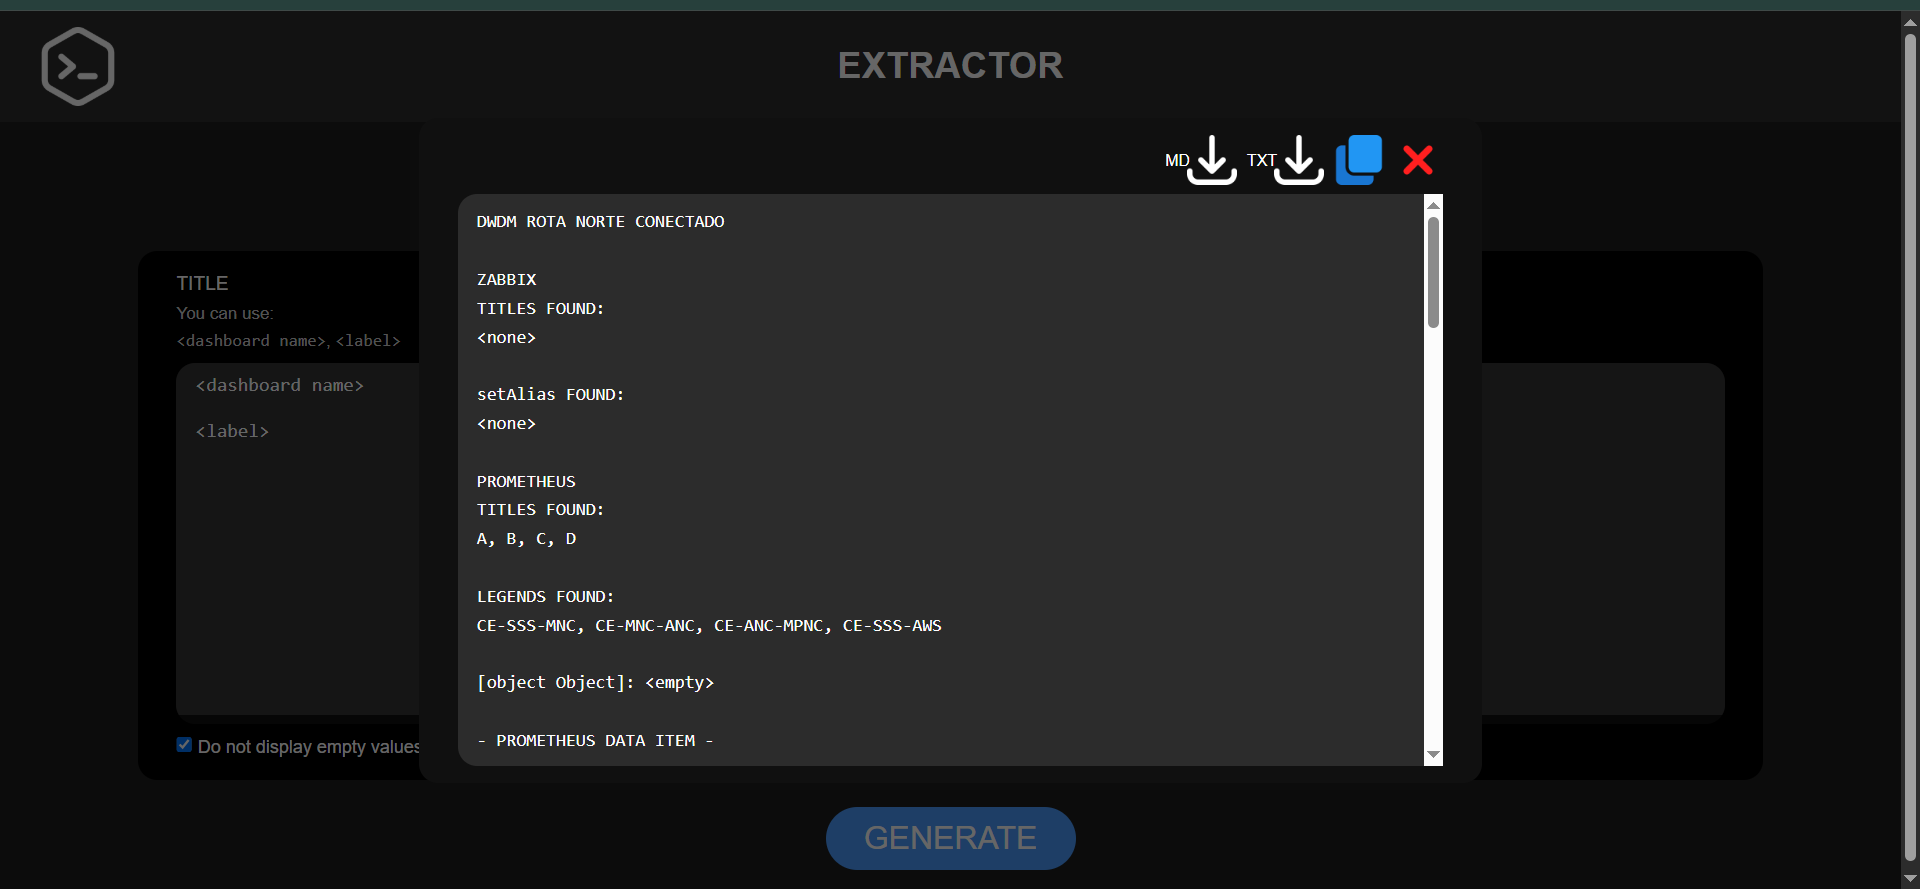 EXTRACTOR
MD TXT
DWDM ROTA NORTE CONECTADO
ZABBIX
TITLES FOUND:
<none>
setAlias FOUND:
<none>
PROMETHEUS
TITLES FOUND:
A, B, C, D
LEGENDS FOUND:
CE-SSS-MNC, CE-MNC-ANC, CE-ANC-MPNC, CE-SSS-AWS
[object Object]: <empty>
- PROMETHEUS DATA ITEM -
TITLE
You can use:
<dashboard name>, <label>
<dashboard name>
<label>
Do not display empty values
GENERATE